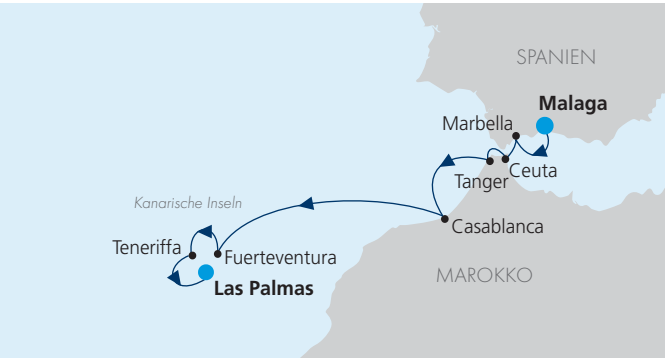 SPANIEN
Malaga
Marbella
Ceuta
Tanger
Kanarische Inseln
Casablanca
Teneriffa
Fuerteventura
MAROKKO
Las Palmas